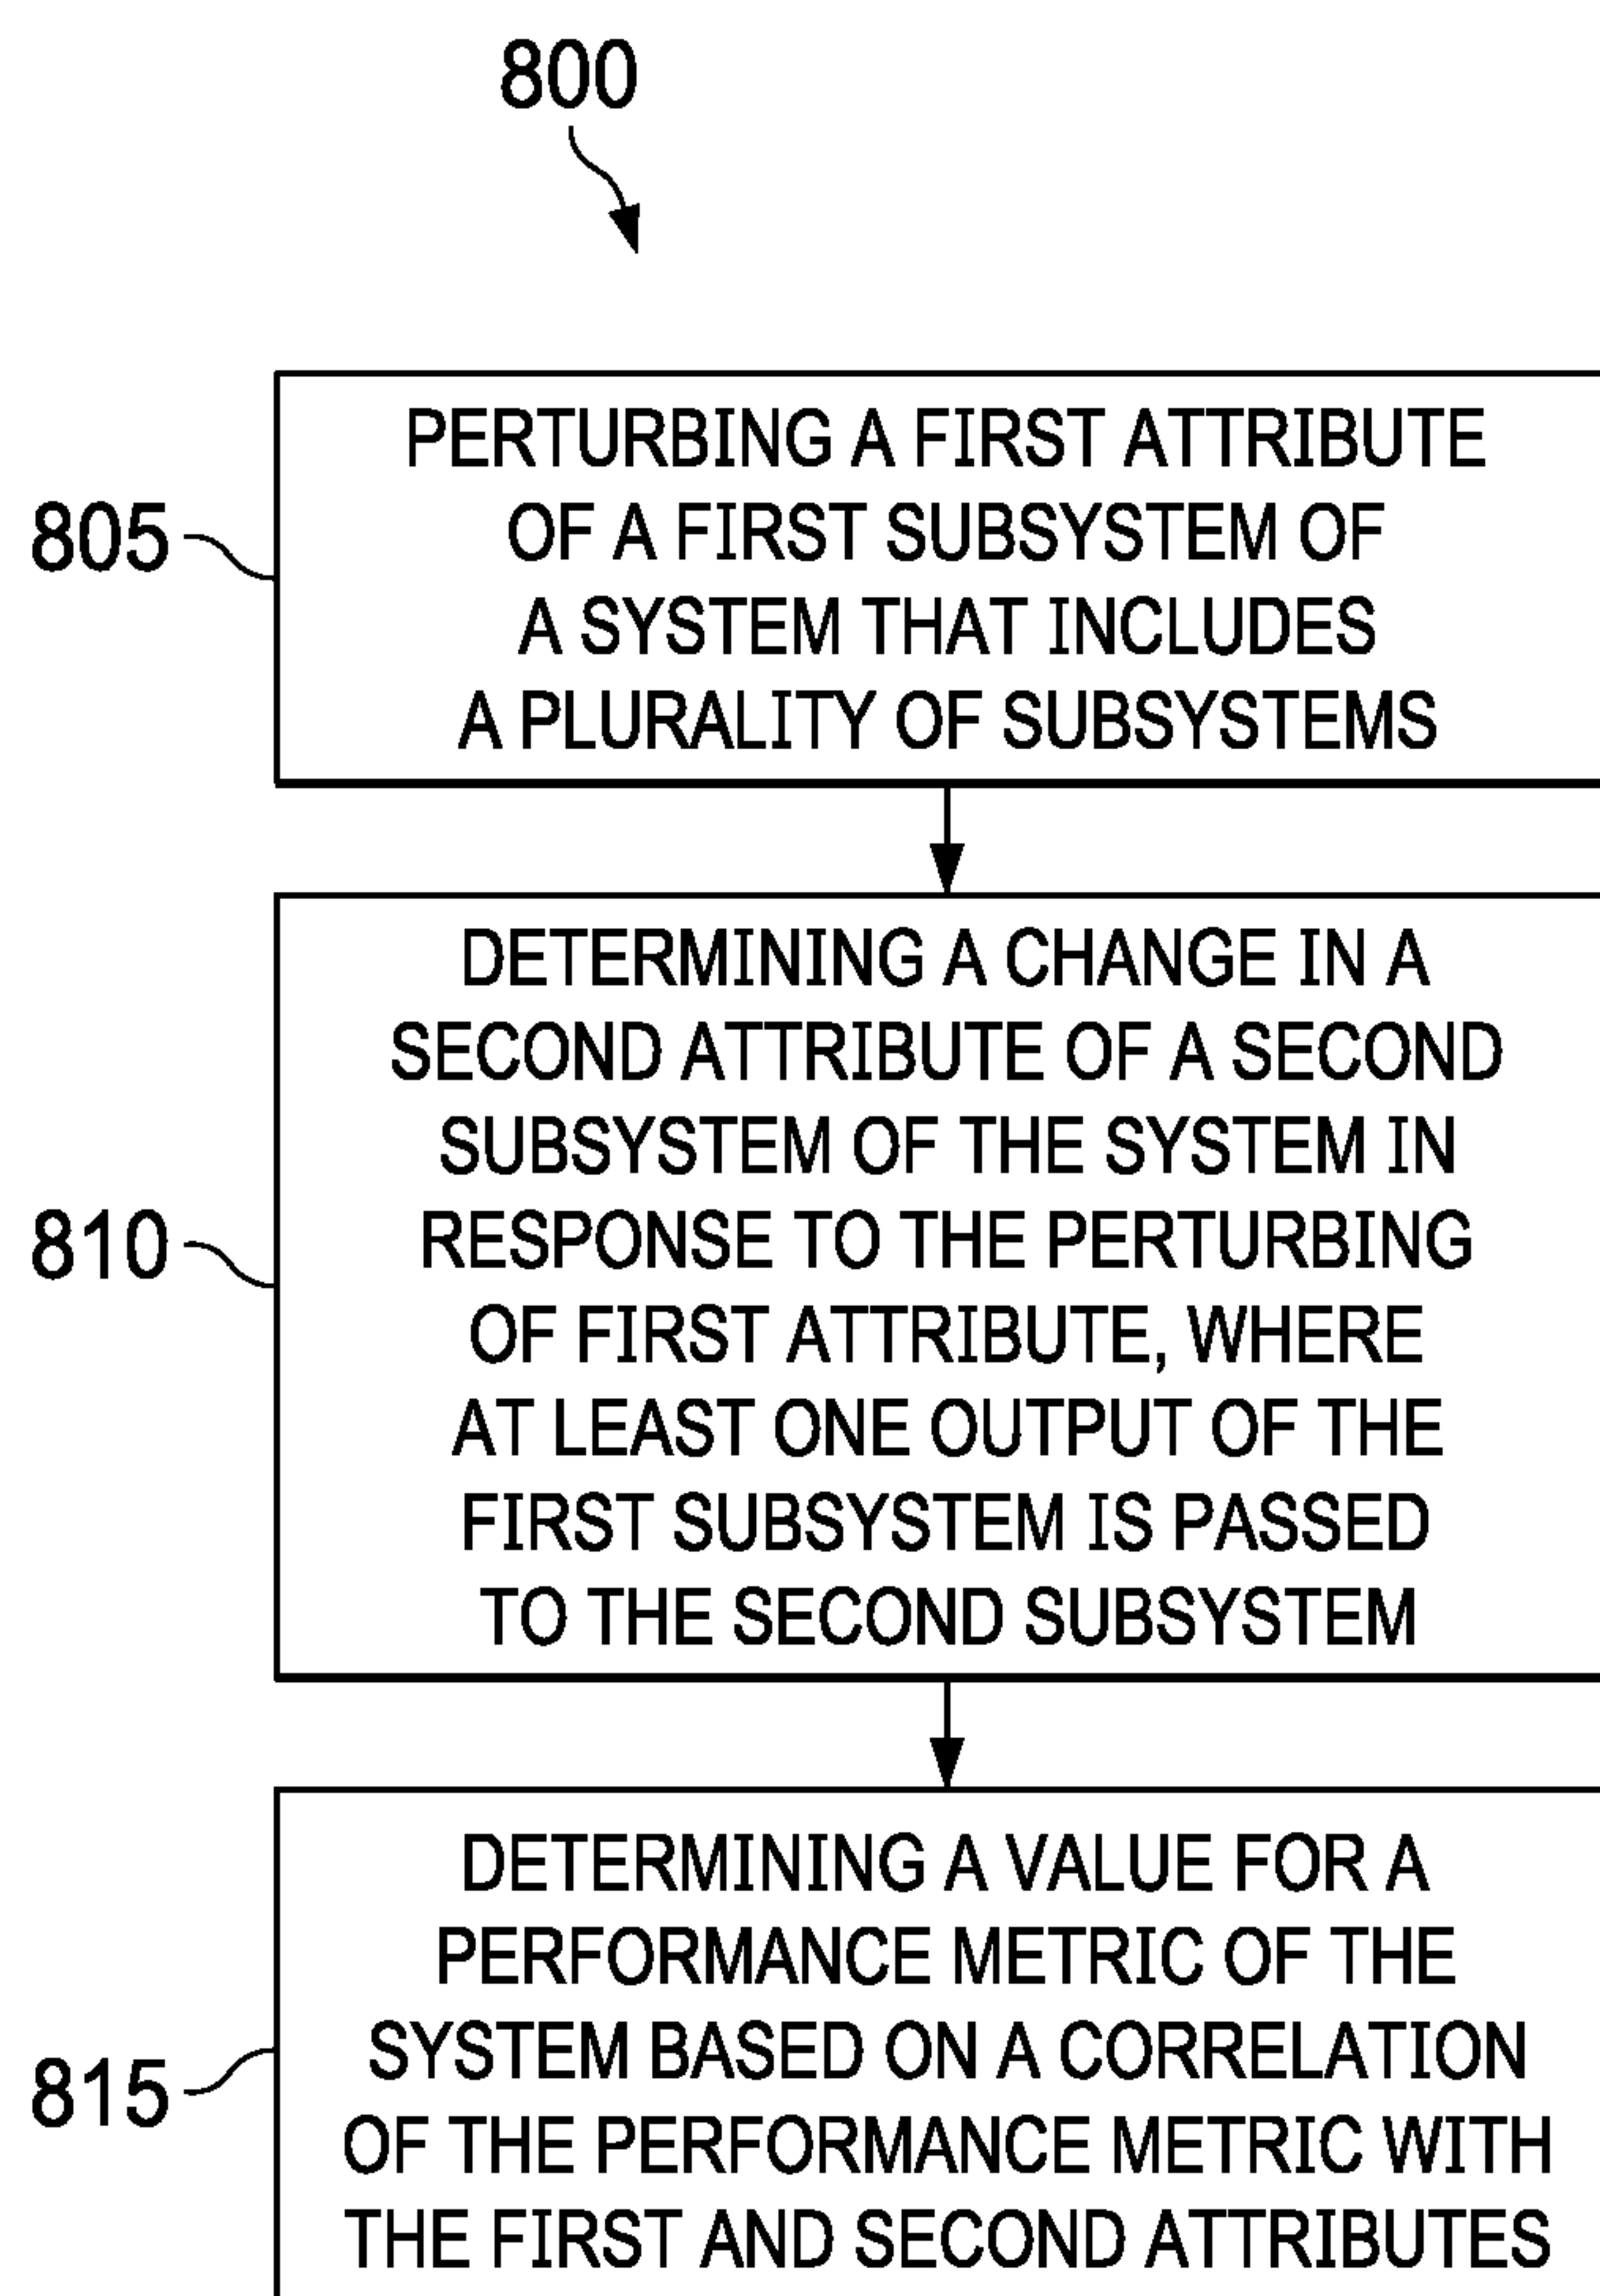 800
805
PERTURBING A FIRST ATTRIBUTE
OF A FIRST SUBSYSTEM OF
A SYSTEM THAT INCLUDES
A PLURALITY OF SUBSYSTEMS
810
DETERMINING A CHANGE IN A
SECOND ATTRIBUTE OF A SECOND
SUBSYSTEM OF THE SYSTEM IN
RESPONSE TO THE PERTURBING
OF FIRST ATTRIBUTE, WHERE
AT LEAST ONE OUTPUT OF THE
FIRST SUBSYSTEM IS PASSED
TO THE SECOND SUBSYSTEM
815
DETERMINING A VALUE FOR A
PERFORMANCE METRIC OF THE
SYSTEM BASED ON A CORRELATION
OF THE PERFORMANCE METRIC WITH
THE FIRST AND SECOND ATTRIBUTES